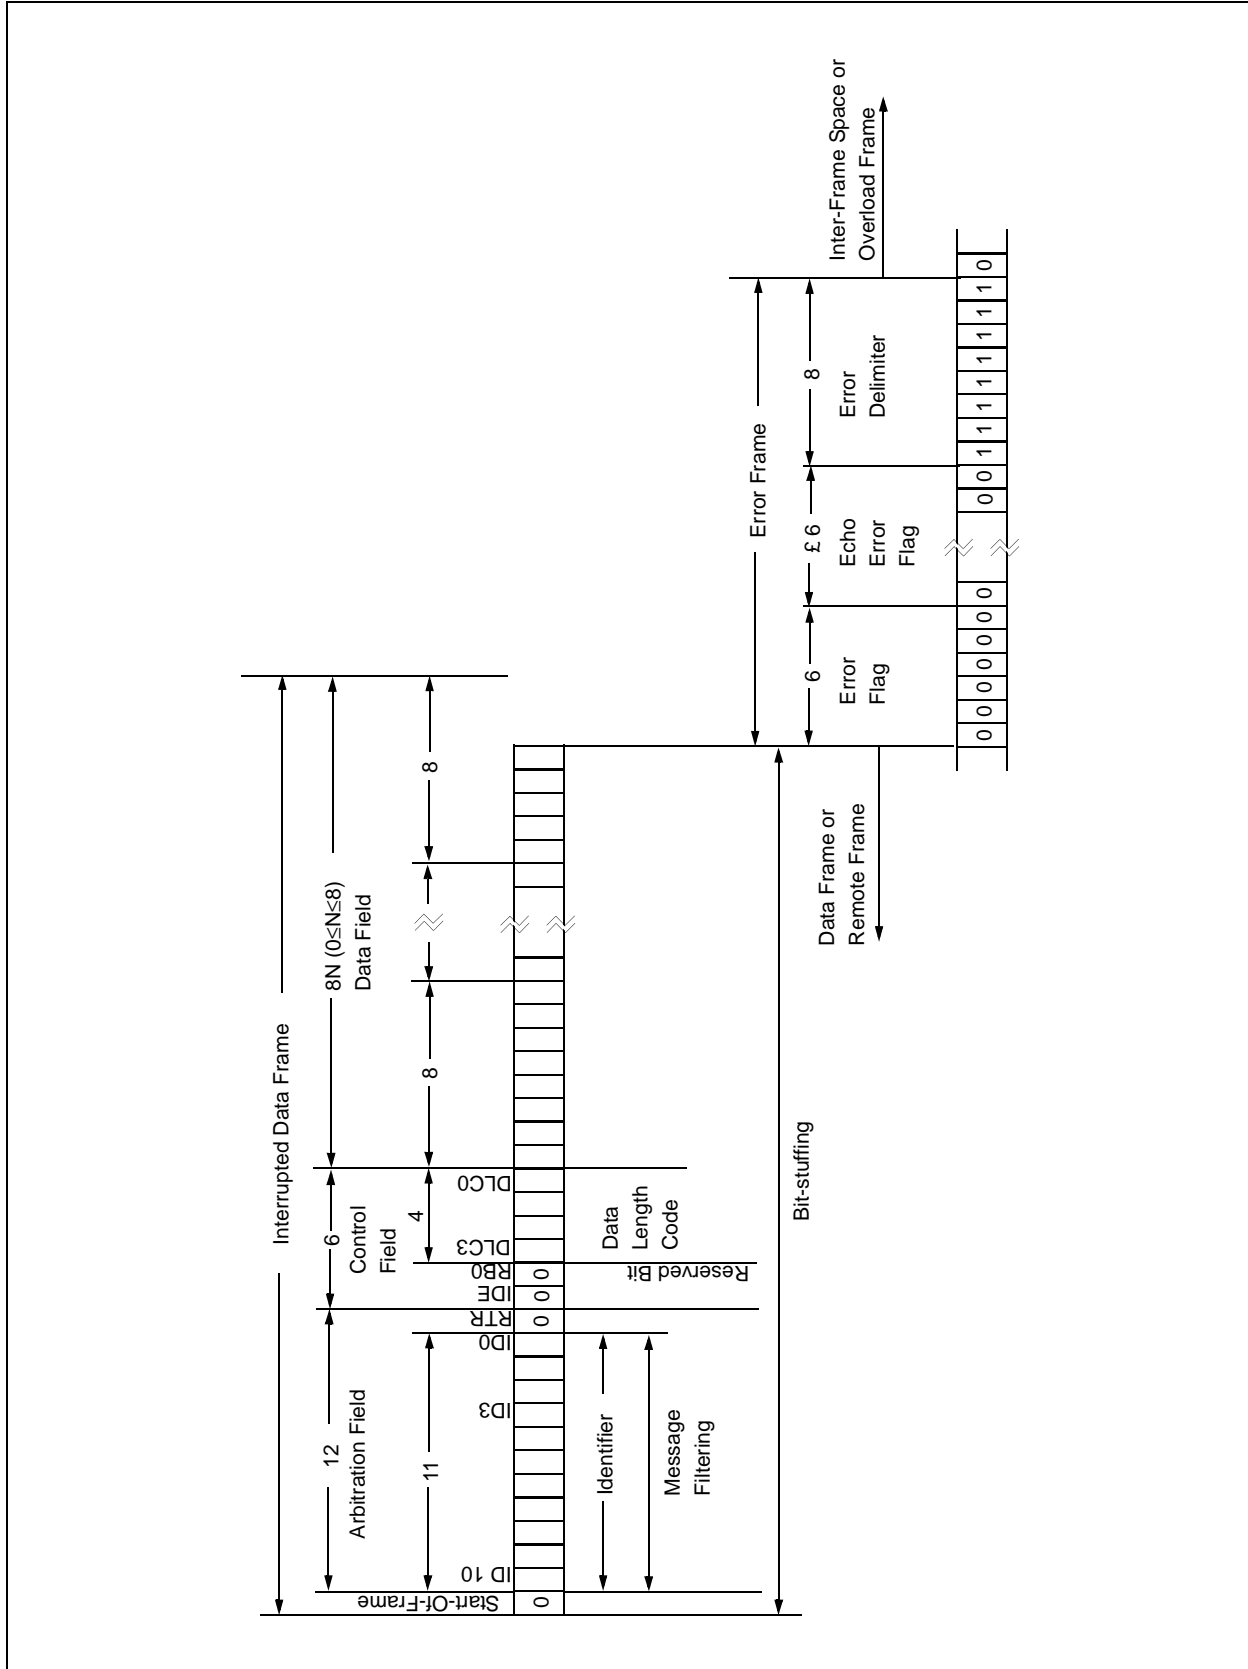 Interrupted Data Frame
12
Arbitration Field
6
Control
Field
8N (0≤N≤8)
Data Field
11
4
8
8
Start-Of-Frame
ID 10
ID3
ID0
RTR
IDE
RB0
DLC3
DLC0
0
0
0
0
Identifier
Message
Filtering
Reserved Bit
Data
Length
Code
Bit-stuffing
Data Frame or
Remote Frame
Error Frame
6
Error
Flag
£ 6
Echo
Error
Flag
8
Error
Delimiter
Inter-Frame Space or
Overload Frame
0 0 0 0 0 0 0 0 0 1 1 1 1 1 1 1 1 0